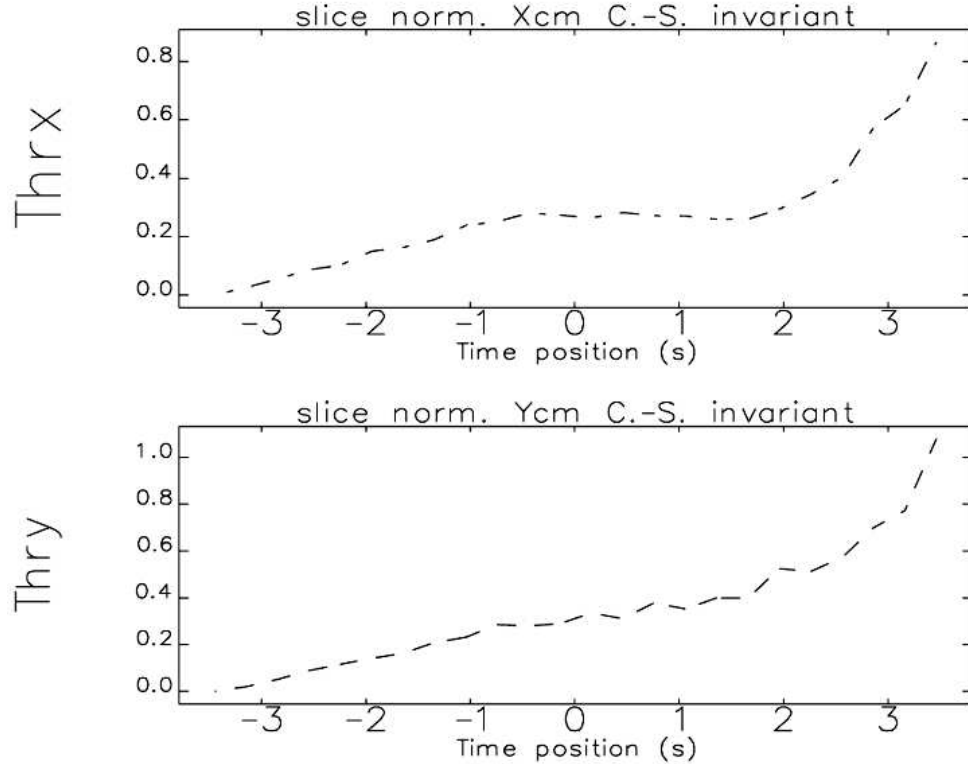 slice norm. Xcm C.-S. invariant
Thrx
0.8
0.6
0.4
0.2
0.0
-3 -2 -1 0 1 2 3
Time position (s)
slice norm. Ycm C.-S. invariant
Thry
1.0
0.8
0.6
0.4
0.2
0.0
-3 -2 -1 0 1 2 3
Time position (s)